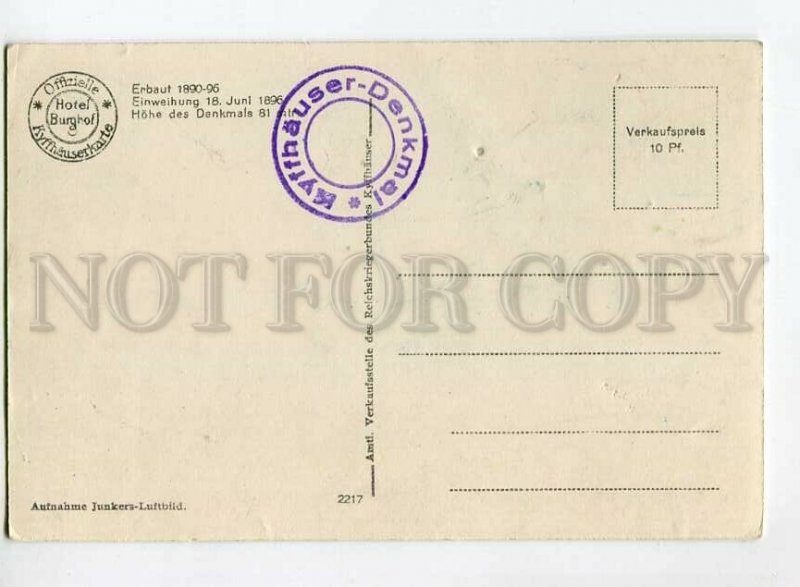 * Offizielle *
Hotel
Burghof
Kyffhäuserkarte
Erbaut 1890-96
Einweihung 18. Juni 1896
Höhe des Denkmals 81 mtr
Kyffhäuser-Denkmal *
Verkaufspreis
10 Pf.
Amtl. Verkaufsstelle des Reichskriegerbundes Kyffhäuser
NOT FOR COPY
2217
Aufnahme Junkers-Luftbild.